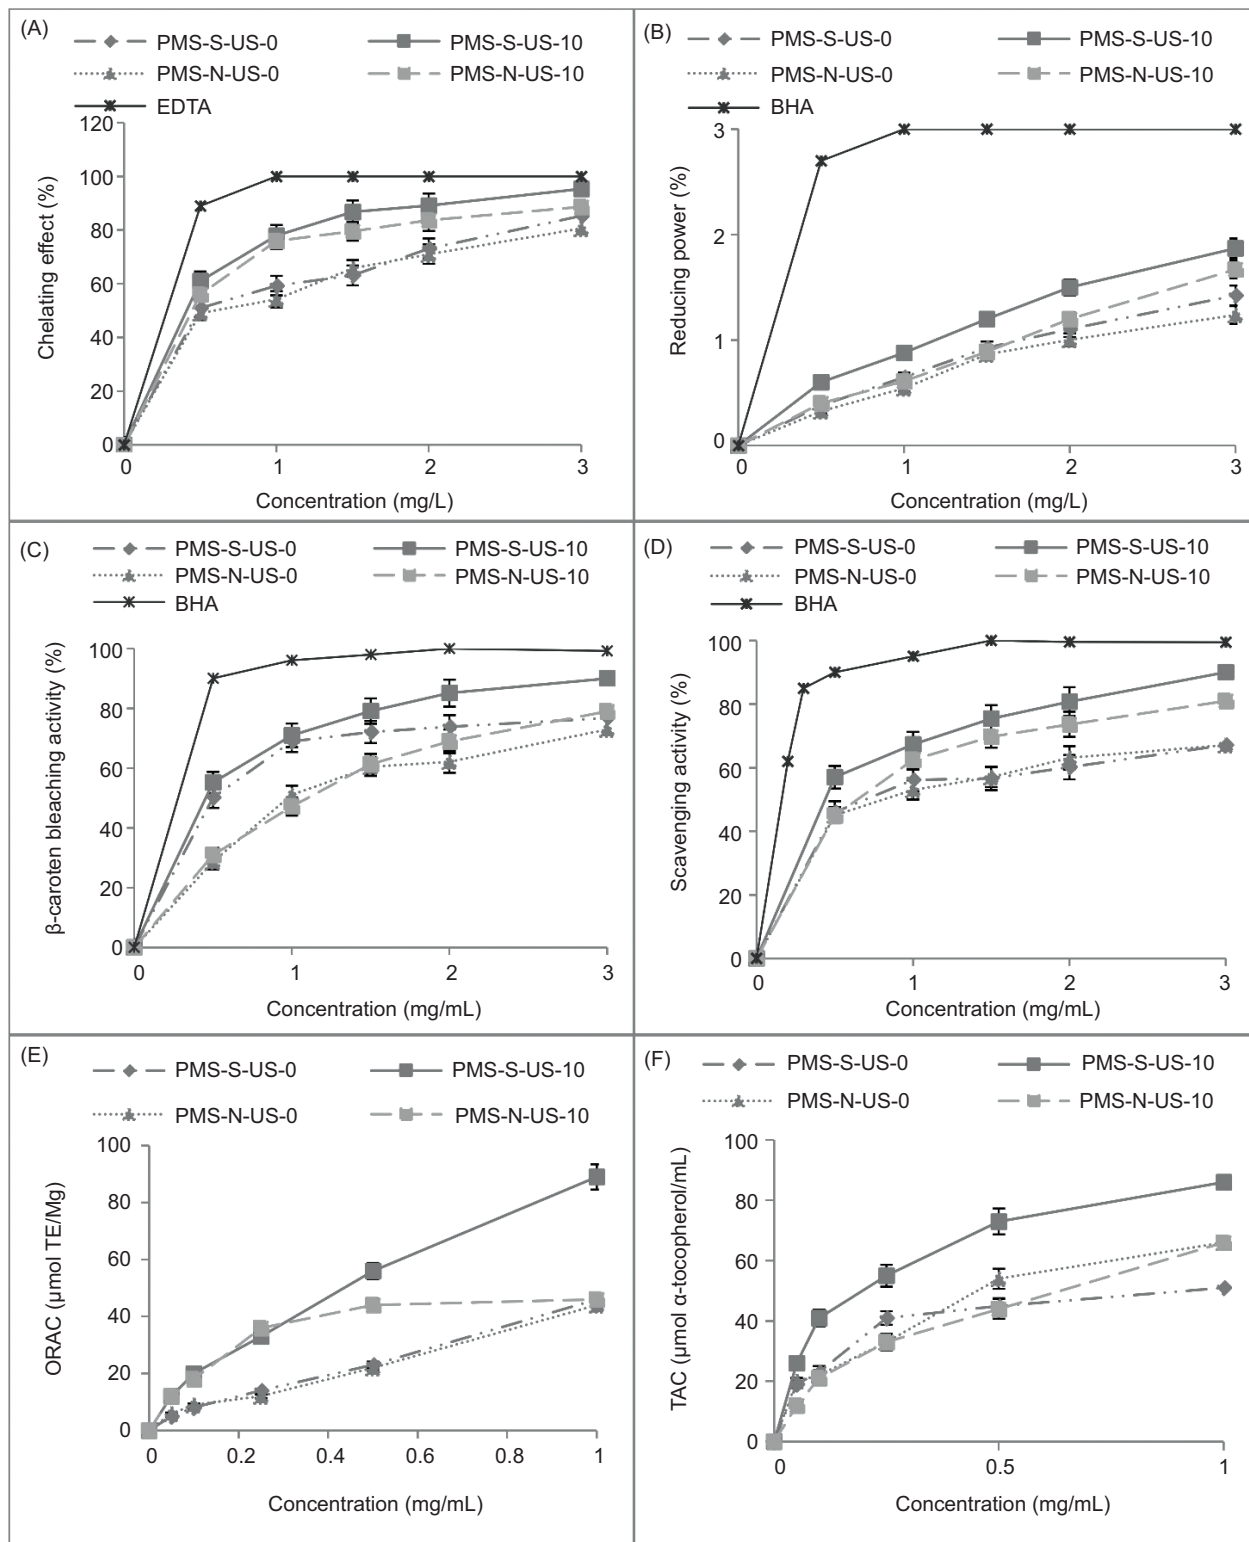 (A)
PMS-S-US-0 PMS-S-US-10
PMS-N-US-0 PMS-N-US-10
EDTA
120
100
80
60
40
20
0
Chelating effect (%)
0 1 2 3
Concentration (mg/L)
(B)
PMS-S-US-0 PMS-S-US-10
PMS-N-US-0 PMS-N-US-10
BHA
3
2
1
0
Reducing power (%)
0 1 2 3
Concentration (mg/L)
(C)
PMS-S-US-0 PMS-S-US-10
PMS-N-US-0 PMS-N-US-10
BHA
100
80
60
40
20
0
β-caroten bleaching activity (%)
0 1 2 3
Concentration (mg/mL)
(D)
PMS-S-US-0 PMS-S-US-10
PMS-N-US-0 PMS-N-US-10
BHA
100
80
60
40
20
0
Scavenging activity (%)
0 1 2 3
Concentration (mg/mL)
(E)
PMS-S-US-0 PMS-S-US-10
PMS-N-US-0 PMS-N-US-10
100
80
60
40
20
0
ORAC (μmol TE/Mg)
0 0.2 0.4 0.6 0.8 1
Concentration (mg/mL)
(F)
PMS-S-US-0 PMS-S-US-10
PMS-N-US-0 PMS-N-US-10
100
80
60
40
20
0
TAC (μmol α-tocopherol/mL)
0 0.5 1
Concentration (mg/mL)